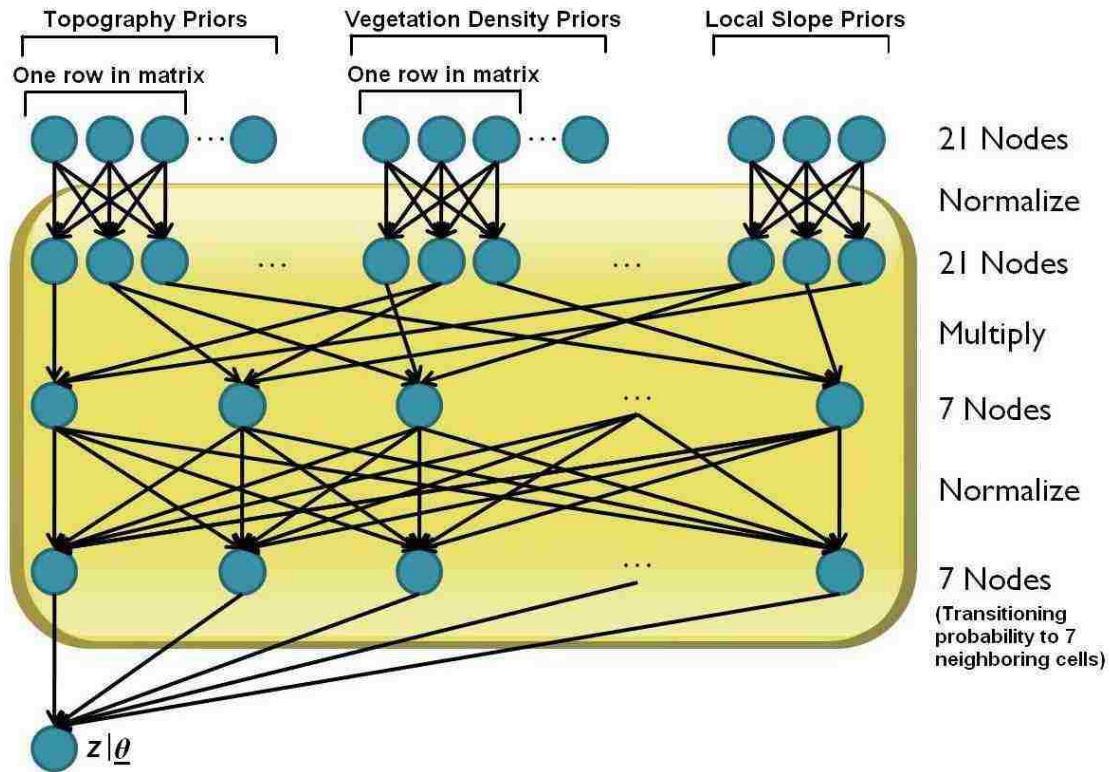 Topography Priors
Vegetation Density Priors
Local Slope Priors
One row in matrix
One row in matrix
...
...
21 Nodes
Normalize
...
...
21 Nodes
Multiply
...
7 Nodes
Normalize
...
7 Nodes
(Transitioning
probability to 7
neighboring cells)
z|θ